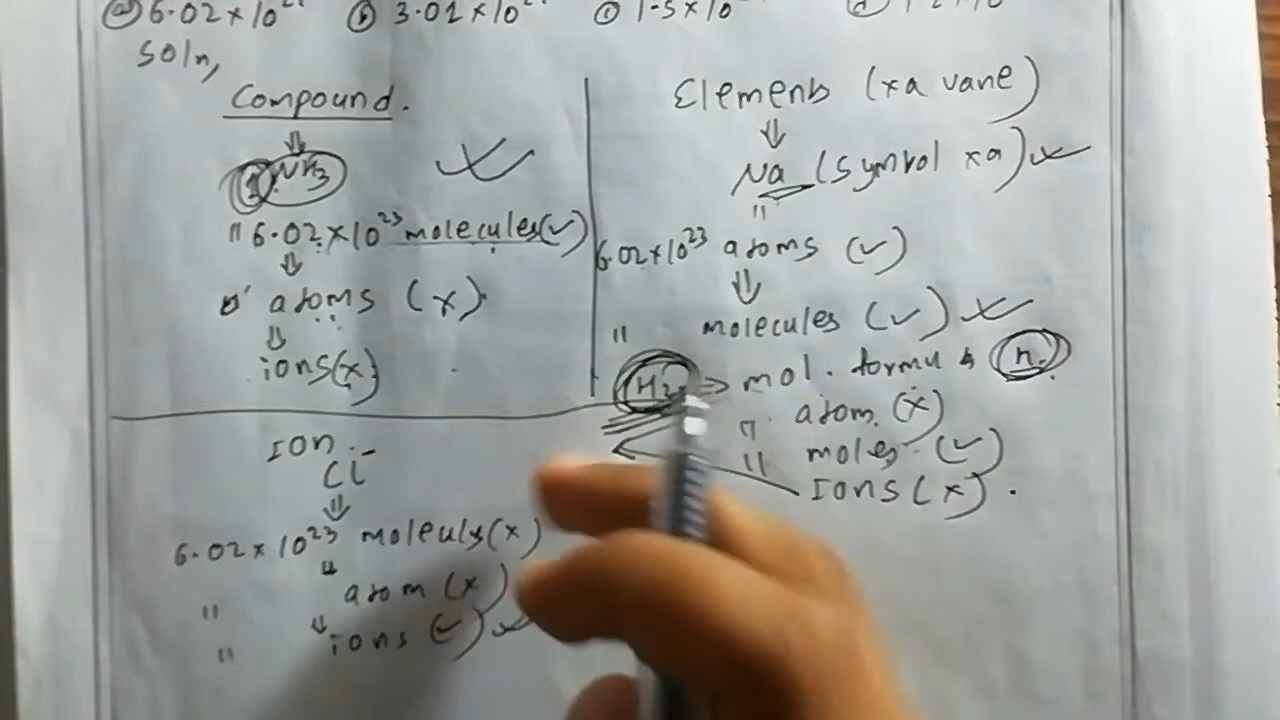 ⓐ 6.02×10 ⓑ 3.01×10 ⓒ 1.5×10 ⓓ
Soln,
Compound.
⇓
NH3
" 6.02×10²³ molecules(✓)
⇓
atoms (x)
⇓
ions(x)
Elements (xa vane)
⇓
Na (symbol xa)
"
6.02×10²³ atoms (✓)
⇓
" molecules (✓)
H2 ⇒ mol. formu
" atom (x)
" moles (✓)
Ions (x).
Ion.
Cl⁻
⇓
6.02×10²³ moleculs(x)
" atom (x)
" ions (✓)